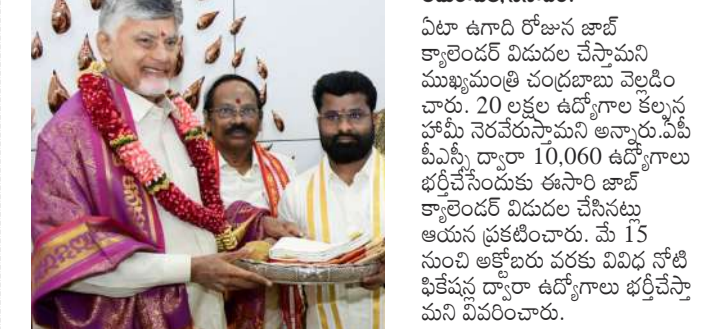 ఏటా ఉగాది రోజున జాబ్
క్యాలెండర్ విడుదల చేస్తామని
ముఖ్యమంత్రి చంద్రబాబు వెల్లడిం
చారు. 20 లక్షల ఉద్యోగాల కల్పన
హామీ నెరవేరుస్తామని అన్నారు.ఏపీ
పీఎస్సీ ద్వారా 10,060 ఉద్యోగాలు
భర్తీచేసేందుకు ఈసారి జాబ్
క్యాలెండర్ విడుదల చేసినట్లు
ఆయన ప్రకటించారు. మే 15
నుంచి అక్టోబరు వరకు వివిధ నోటి
ఫికేషన్ల ద్వారా ఉద్యోగాలు భర్తీచేస్తా
మని వివరించారు.